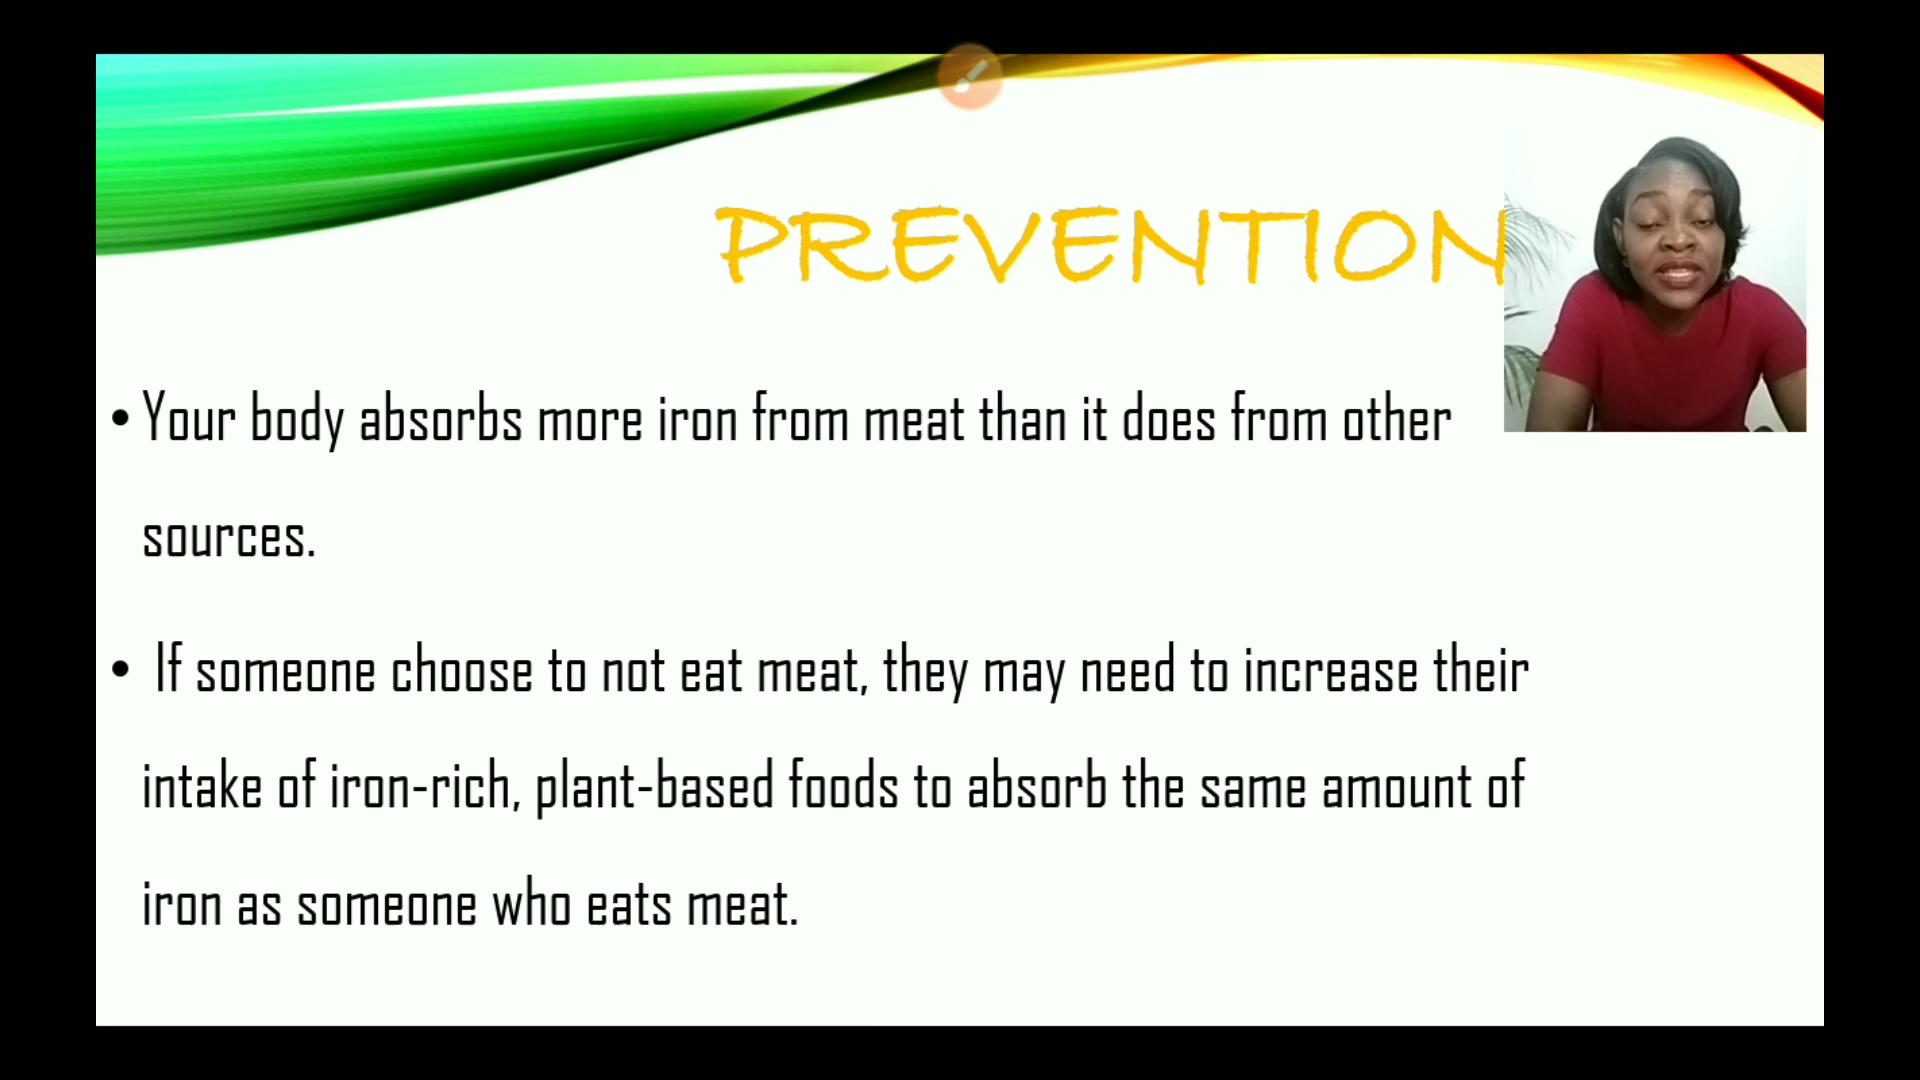 PREVENTION
• Your body absorbs more iron from meat than it does from other
sources.
• If someone choose to not eat meat, they may need to increase their
intake of iron-rich, plant-based foods to absorb the same amount of
iron as someone who eats meat.